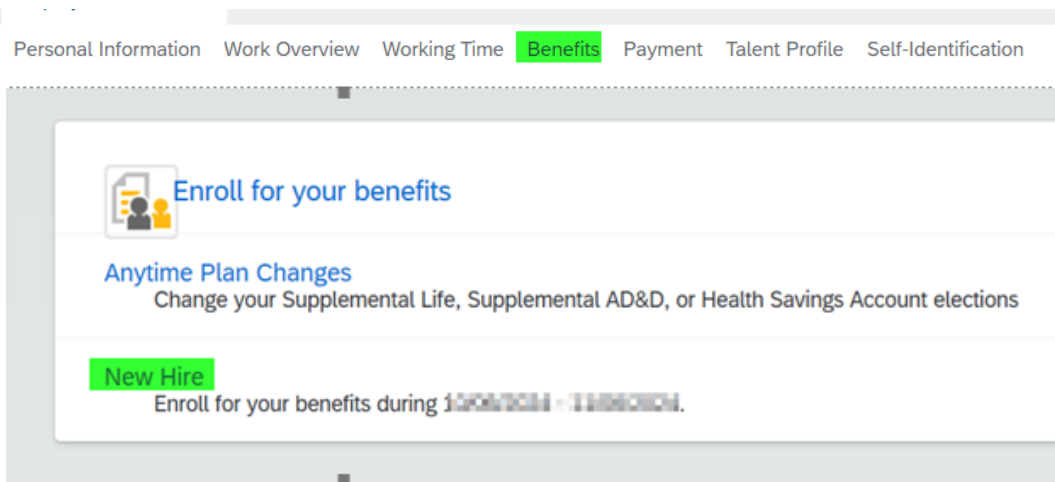 Personal Information Work Overview Working Time Benefits Payment Talent Profile Self-Identification
Enroll for your benefits
Anytime Plan Changes
Change your Supplemental Life, Supplemental AD&D, or Health Savings Account elections
New Hire
Enroll for your benefits during